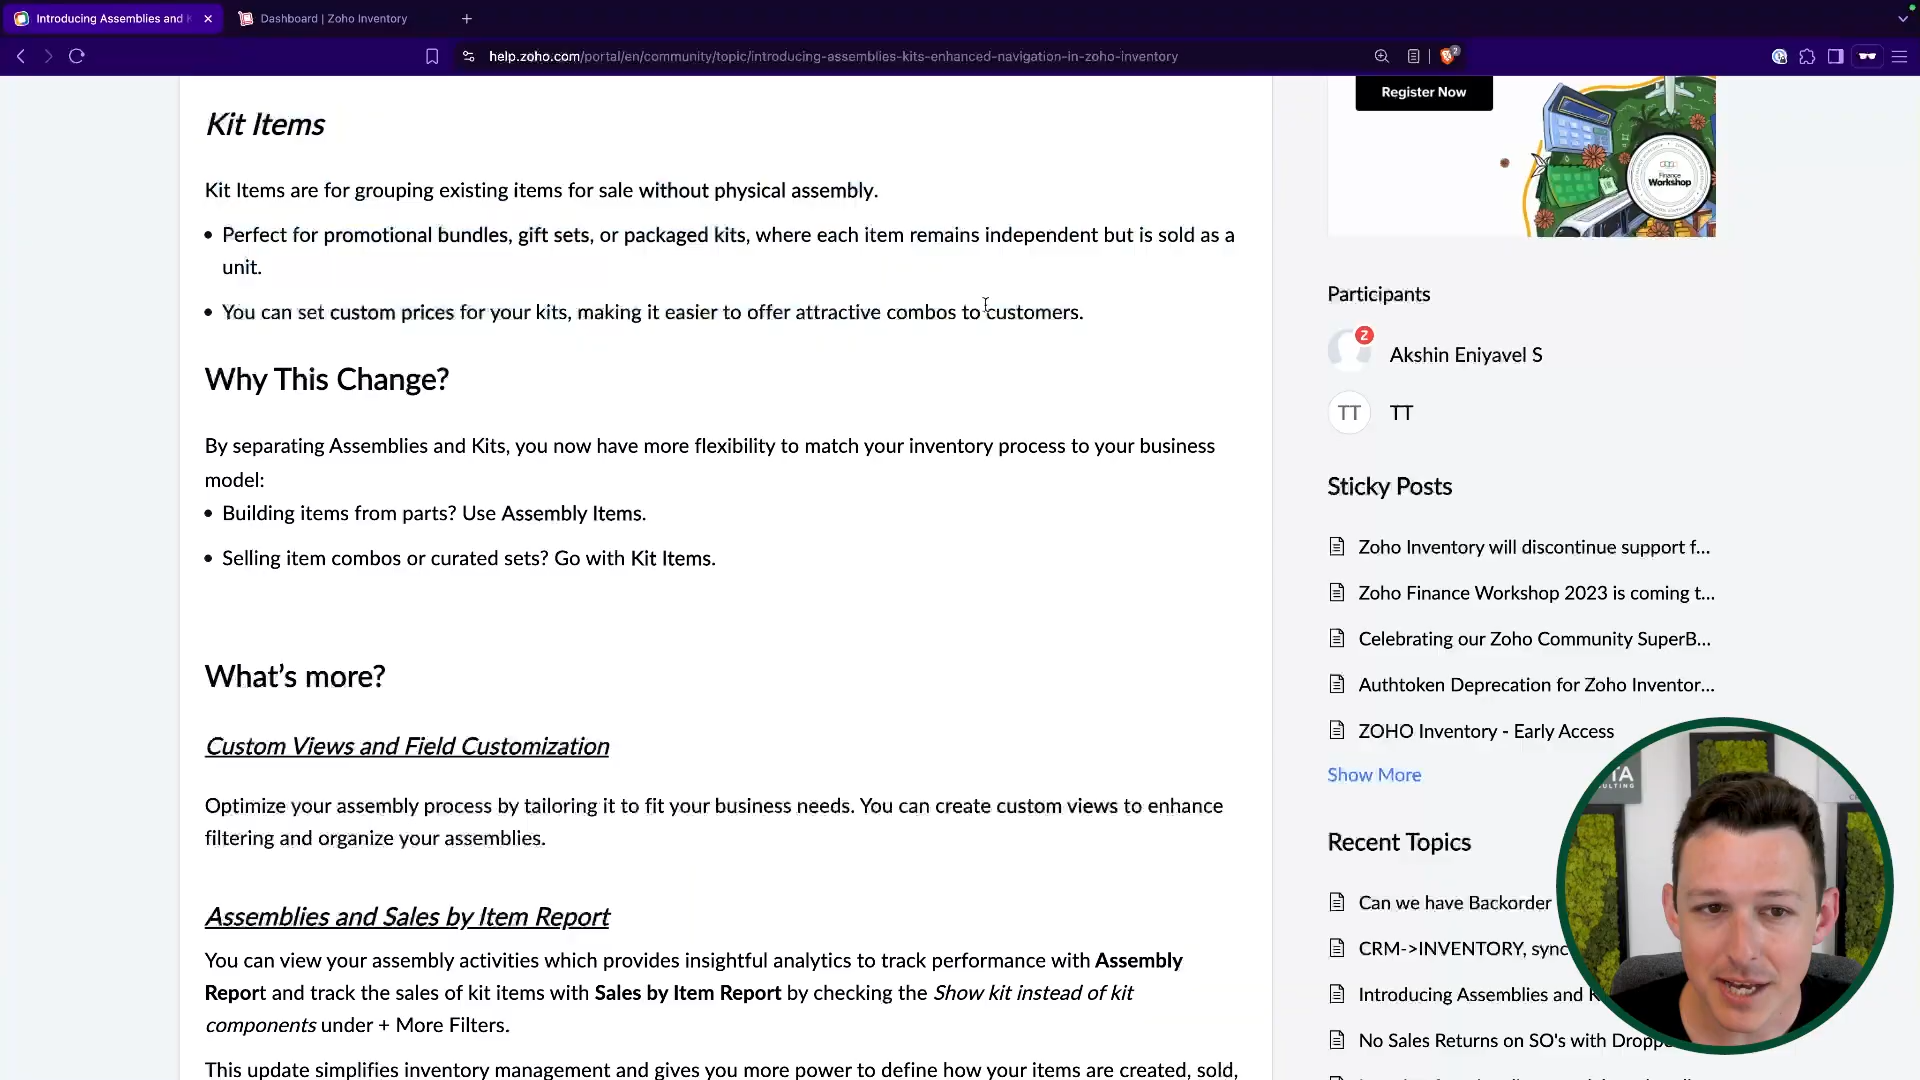 Introducing Assemblies and K
Dashboard | Zoho Inventory
help.zoho.com/portal/en/community/topic/introducing-assemblies-kits-enhanced-navigation-in-zoho-inventory
2
Kit Items
Kit Items are for grouping existing items for sale without physical assembly.
• Perfect for promotional bundles, gift sets, or packaged kits, where each item remains independent but is sold as a
unit.
• You can set custom prices for your kits, making it easier to offer attractive combos to customers.
Why This Change?
By separating Assemblies and Kits, you now have more flexibility to match your inventory process to your business
model:
• Building items from parts? Use Assembly Items.
• Selling item combos or curated sets? Go with Kit Items.
What's more?
Custom Views and Field Customization
Optimize your assembly process by tailoring it to fit your business needs. You can create custom views to enhance
filtering and organize your assemblies.
Assemblies and Sales by Item Report
You can view your assembly activities which provides insightful analytics to track performance with Assembly
Report and track the sales of kit items with Sales by Item Report by checking the Show kit instead of kit
components under + More Filters.
This update simplifies inventory management and gives you more power to define how your items are created, sold,
Register Now
Finance
Workshop
Participants
2
Akshin Eniyavel S
TT TT
Sticky Posts
Zoho Inventory will discontinue support f...
Zoho Finance Workshop 2023 is coming t...
Celebrating our Zoho Community SuperB...
Authtoken Deprecation for Zoho Inventor...
ZOHO Inventory - Early Access
Show More
Recent Topics
Can we have Backorder
CRM->INVENTORY, sync
Introducing Assemblies and K
No Sales Returns on SO's with Droppe